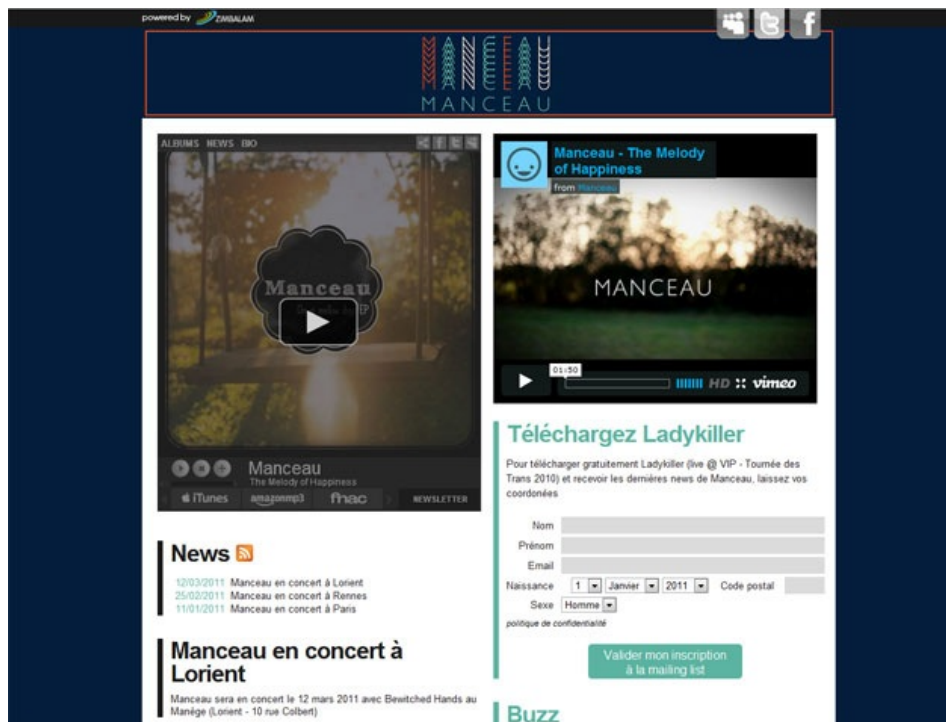 powered by ZIMBALAM
MANCEAU
MANCEAU
ALBUMS NEWS BIO
Manceau
EP
Manceau
The Melody of Happiness
iTunes
amazonmp3
fnac
NEWSLETTER
News
12/03/2011 Manceau en concert à Lorient
25/02/2011 Manceau en concert à Rennes
11/01/2011 Manceau en concert à Paris
Manceau en concert à
Lorient
Manceau sera en concert le 12 mars 2011 avec Bewitched Hands au
Manège (Lorient - 10 rue Colbert)
Manceau - The Melody
of Happiness
from Manceau
MANCEAU
01:50
HD vimeo
Téléchargez Ladykiller
Pour télécharger gratuitement Ladykiller (live @ VIP - Tournée des
Trans 2010) et recevoir les dernières news de Manceau, laissez vos
coordonées
Nom
Prénom
Email
Naissance 1 Janvier 2011 Code postal
Sexe Homme
politique de confidentialité
Valider mon inscription
à la mailing list
Buzz